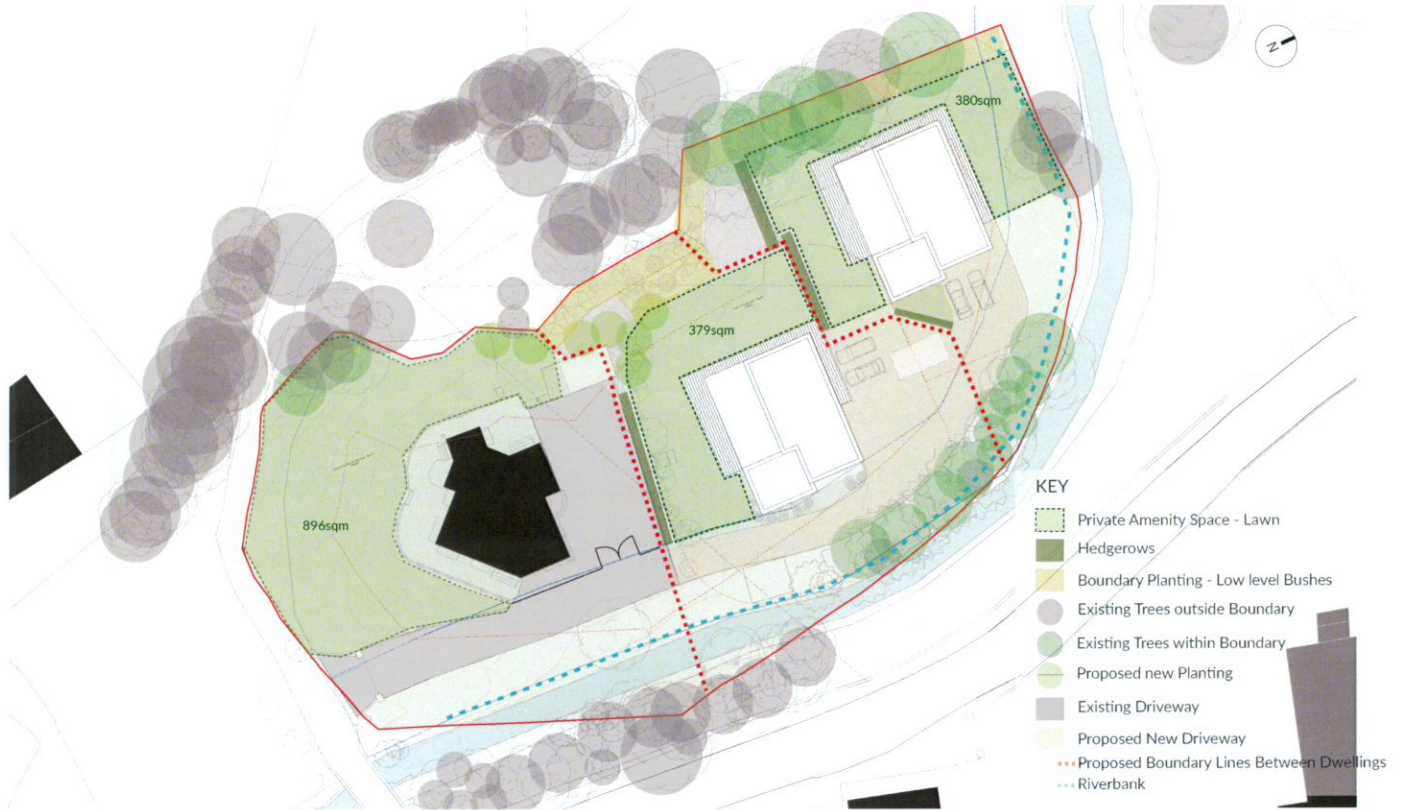 N
380sqm
379sqm
896sqm
KEY
Private Amenity Space - Lawn
Hedgerows
Boundary Planting - Low level Bushes
Existing Trees outside Boundary
Existing Trees within Boundary
Proposed new Planting
Existing Driveway
Proposed New Driveway
Proposed Boundary Lines Between Dwellings
Riverbank